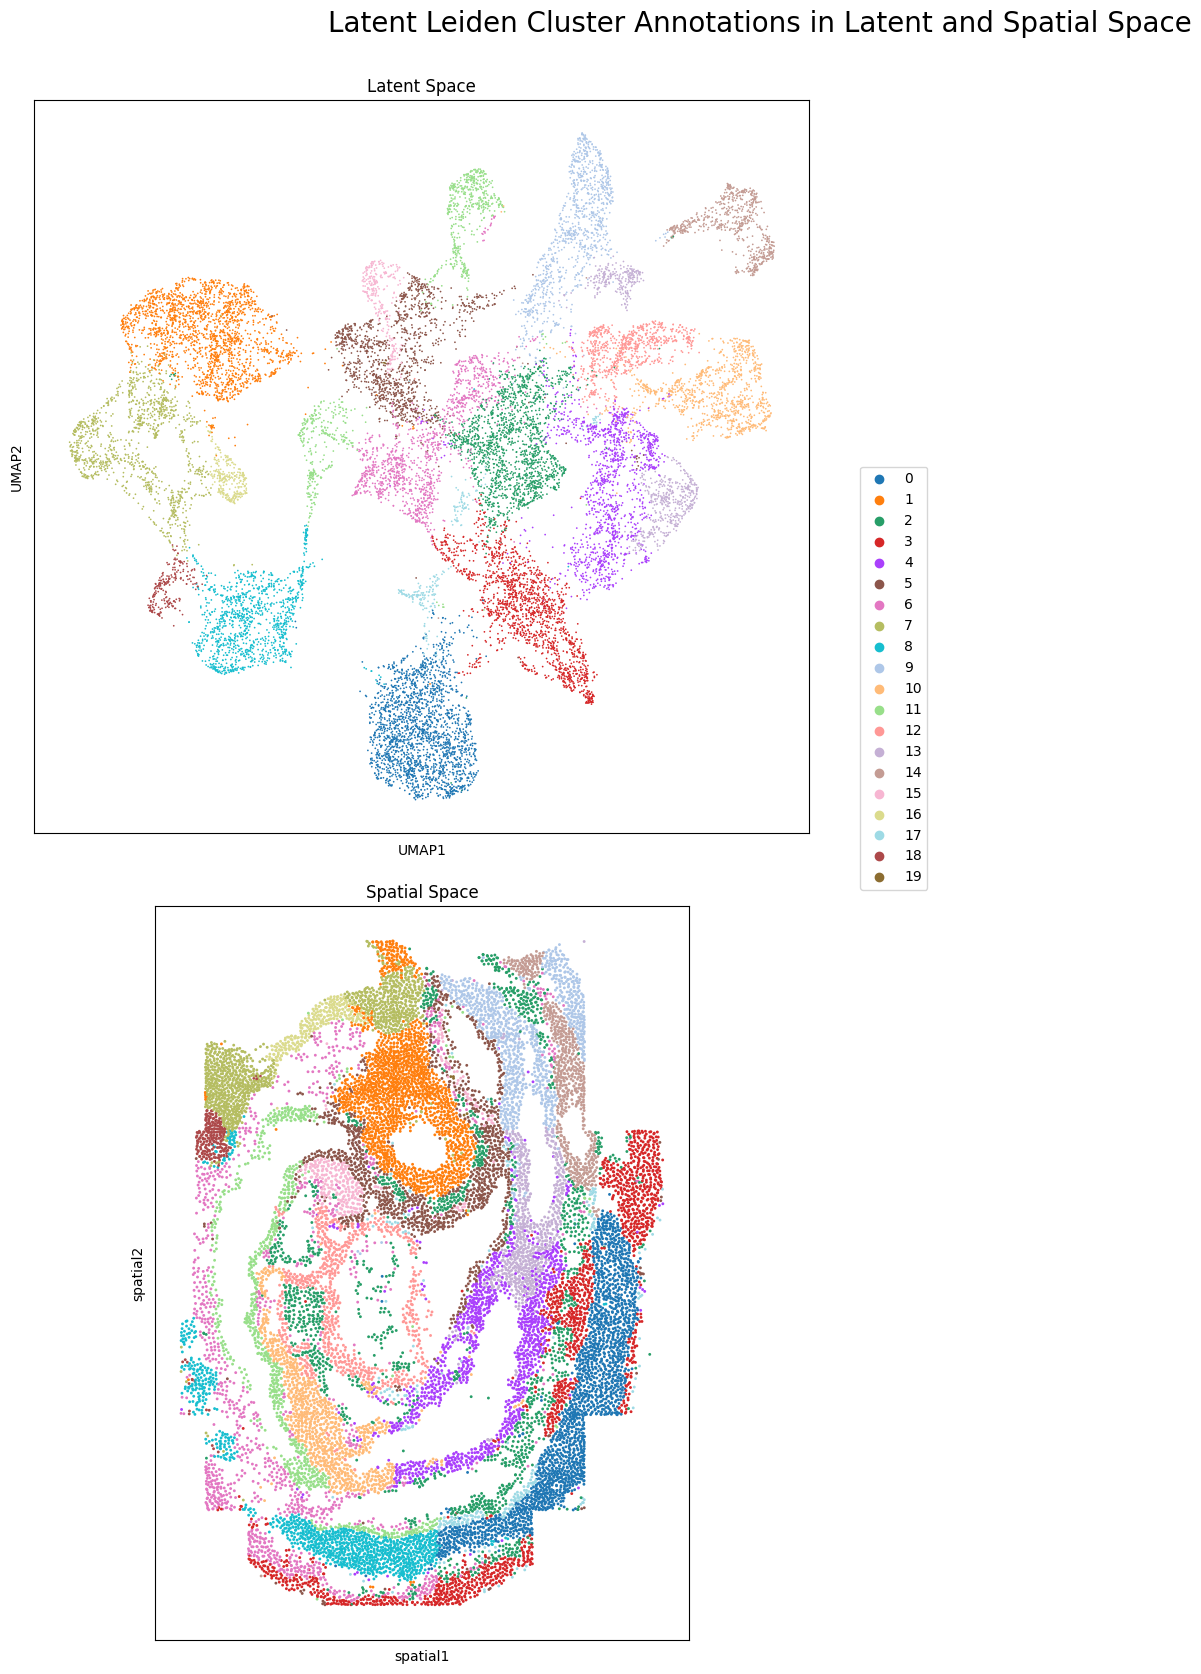 Latent Leiden Cluster Annotations in Latent and Spatial Space
Latent Space
UMAP2
UMAP1
0
1
2
3
4
5
6
7
8
9
10
11
12
13
14
15
16
17
18
19
Spatial Space
spatial2
spatial1